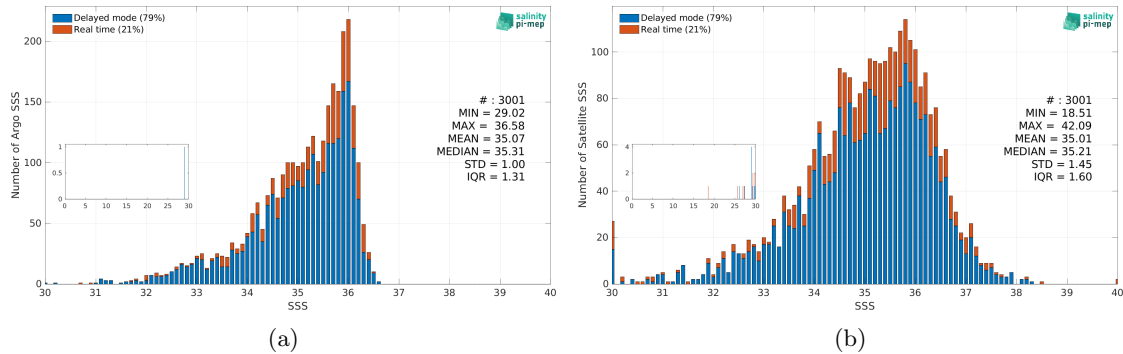 Delayed mode (79%)
Real time (21%)
salinity
pi-mep
Number of Argo SSS
200
150
100
50
0
# : 3001
MIN = 29.02
MAX = 36.58
MEAN = 35.07
MEDIAN = 35.31
STD = 1.00
IQR = 1.31
1
0.5
0
0 5 10 15 20 25 30
30 31 32 33 34 35 36 37 38 39 40
SSS
(a)
Delayed mode (79%)
Real time (21%)
salinity
pi-mep
Number of Satellite SSS
100
80
60
40
20
0
# : 3001
MIN = 18.51
MAX = 42.09
MEAN = 35.01
MEDIAN = 35.21
STD = 1.45
IQR = 1.60
4
2
0
0 5 10 15 20 25 30
30 31 32 33 34 35 36 37 38 39 40
SSS
(b)